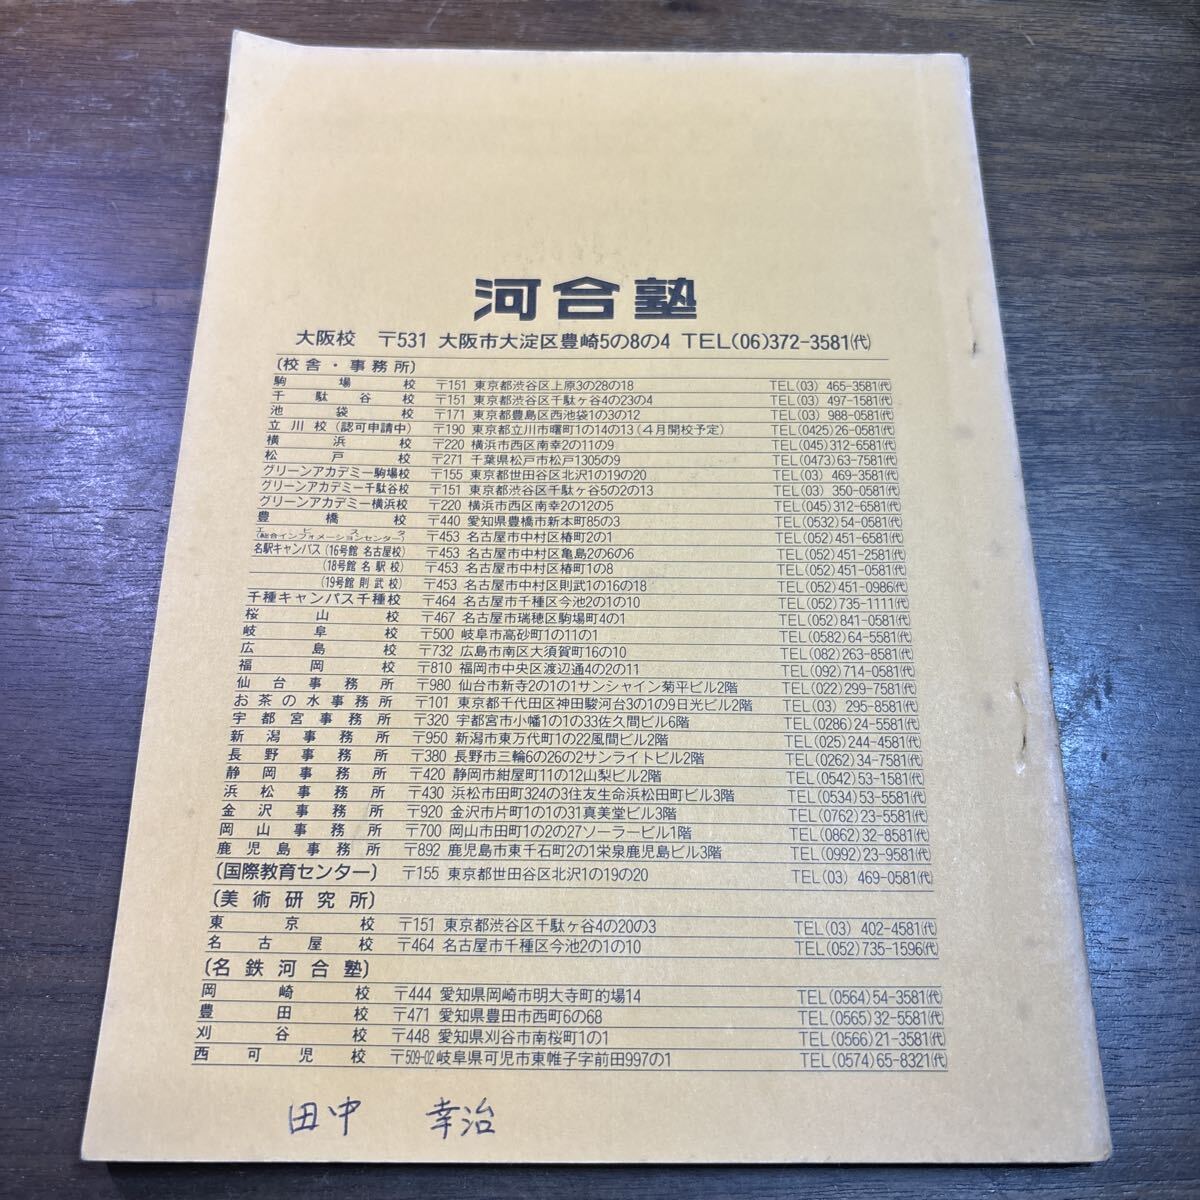 河合塾
大阪校 〒531 大阪市大淀区豊崎5の8の4 TEL(06)372-3581㈹
〔校舎・事務所〕
駒場校 〒151 東京都渋谷区上原3の28の18 TEL(03) 465-3581㈹
千駄谷校 〒151 東京都渋谷区千駄ヶ谷4の23の4 TEL(03) 497-1581㈹
池袋校 〒171 東京都豊島区西池袋1の3の12 TEL(03) 988-0581㈹
立川校(認可申請中) 〒190 東京都立川市曙町1の14の13(4月開校予定) TEL(0425)26-0581㈹
横浜校 〒220 横浜市西区南幸2の11の9 TEL(045)312-6581㈹
松戸校 〒271 千葉県松戸市松戸1305の9 TEL(0473)63-7581㈹
グリーンアカデミー駒場校 〒155 東京都世田谷区北沢1の19の20 TEL(03) 469-3581㈹
グリーンアカデミー千駄谷校 〒151 東京都渋谷区千駄ヶ谷5の2の13 TEL(03) 350-0581㈹
グリーンアカデミー横浜校 〒220 横浜市西区南幸2の12の5 TEL(045)312-6581㈹
豊橋校 〒440 愛知県豊橋市新本町85の3 TEL(0532)54-0581㈹
(総合インフォメーションセンター) 〒453 名古屋市中村区椿町2の1 TEL(052)451-6581㈹
名駅キャンパス(16号館 名古屋校) 〒453 名古屋市中村区亀島2の6の6 TEL(052)451-2581㈹
(18号館 名駅校) 〒453 名古屋市中村区椿町1の8 TEL(052)451-0581㈹
(19号館 則武校) 〒453 名古屋市中村区則武1の16の18 TEL(052)451-0986㈹
千種キャンパス千種校 〒464 名古屋市千種区今池2の1の10 TEL(052)735-1111㈹
桜山校 〒467 名古屋市瑞穂区駒場町4の1 TEL(052)841-0581㈹
岐阜校 〒500 岐阜市高砂町1の11の1 TEL(0582)64-5581㈹
広島校 〒732 広島市南区大須賀町16の10 TEL(082)263-8581㈹
福岡校 〒810 福岡市中央区渡辺通4の2の11 TEL(092)714-0581㈹
仙台事務所 〒980 仙台市新寺2の1の1サンシャイン菊平ビル2階 TEL(022)299-7581㈹
お茶の水事務所 〒101 東京都千代田区神田駿河台3の1の9日光ビル2階 TEL(03) 295-8581㈹
宇都宮事務所 〒320 宇都宮市小幡1の1の33佐久間ビル6階 TEL(0286)24-5581㈹
新潟事務所 〒950 新潟市東万代町1の22風間ビル2階 TEL(025)244-4581㈹
長野事務所 〒380 長野市三輪6の26の2サンライトビル2階 TEL(0262)34-7581㈹
静岡事務所 〒420 静岡市紺屋町11の12山梨ビル2階 TEL(0542)53-1581㈹
浜松事務所 〒430 浜松市田町324の3住友生命浜松田町ビル3階 TEL(0534)53-5581㈹
金沢事務所 〒920 金沢市片町1の1の31真美堂ビル3階 TEL(0762)23-5581㈹
岡山事務所 〒700 岡山市田町1の2の27ソーラービル1階 TEL(0862)32-8581㈹
鹿児島事務所 〒892 鹿児島市東千石町2の1栄泉鹿児島ビル3階 TEL(0992)23-9581㈹
〔国際教育センター〕 〒155 東京都世田谷区北沢1の19の20 TEL(03) 469-0581㈹
〔美術研究所〕
東京校 〒151 東京都渋谷区千駄ヶ谷4の20の3 TEL(03) 402-4581㈹
名古屋校 〒464 名古屋市千種区今池2の1の10 TEL(052)735-1596㈹
〔名鉄河合塾〕
岡崎校 〒444 愛知県岡崎市明大寺町的場14 TEL(0564)54-3581㈹
豊田校 〒471 愛知県豊田市西町6の68 TEL(0565)32-5581㈹
刈谷校 〒448 愛知県刈谷市南桜町1の1 TEL(0566)21-3581㈹
西可児校 〒509-02 岐阜県可児市東帷子字前田997の1 TEL(0574)65-8321㈹
田中 幸治